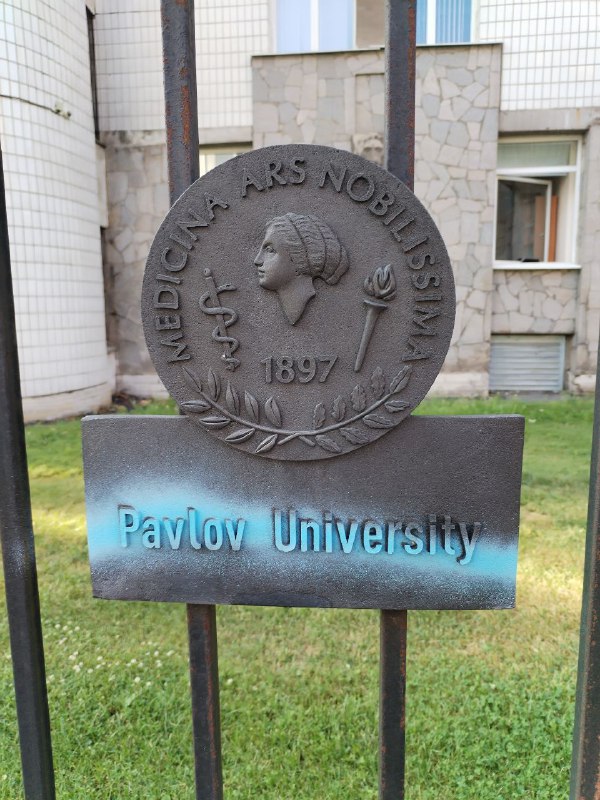 MEDICINA ARS NOBILISSIMA
1897
Pavlov University